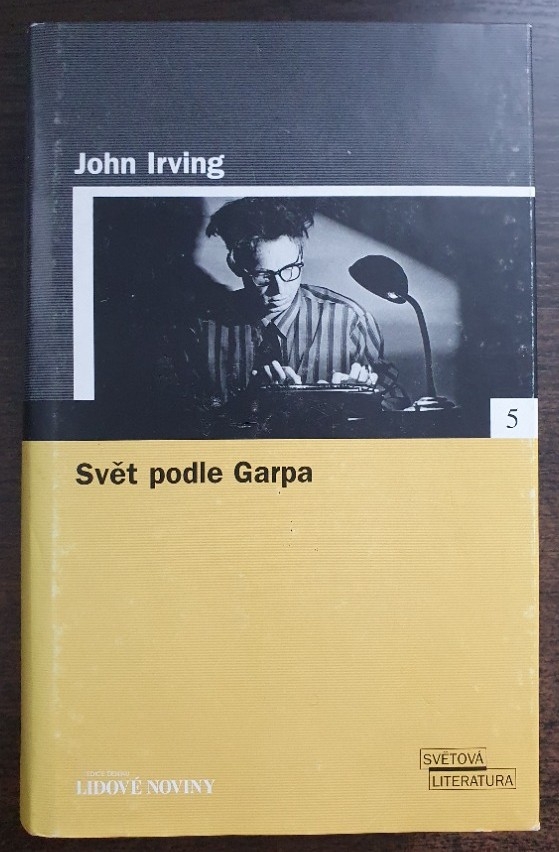 John Irving
5
Svět podle Garpa
LIDOVÉ NOVINY
SVĚTOVÁ
LITERATURA